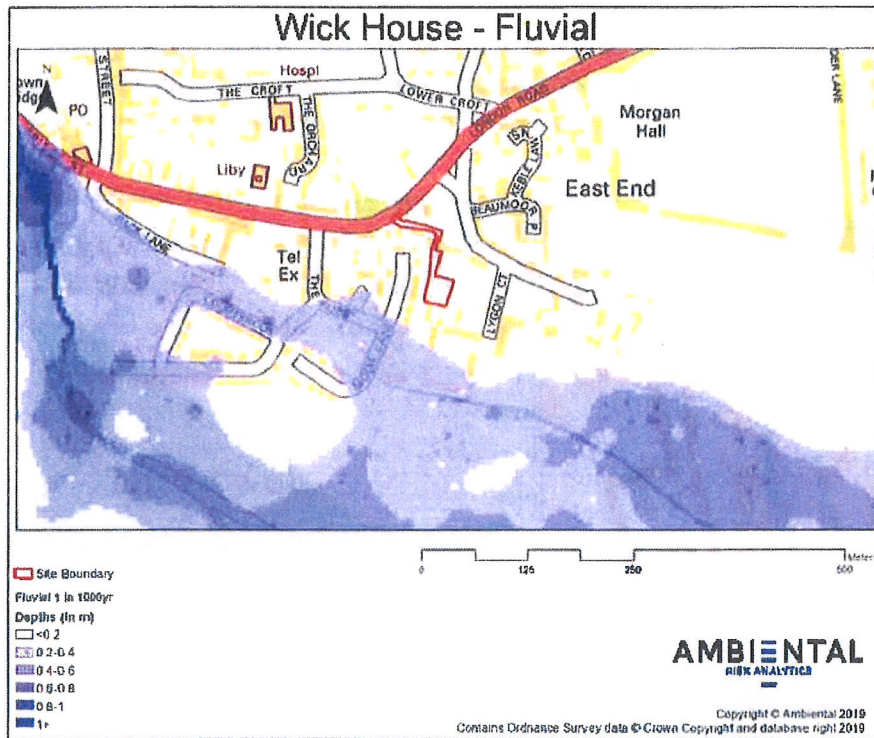 Wick House - Fluvial
N
STREET
Hospl
THE CROFT
LOWER CROFT
PO
THE ORCHARD
LONDON ROAD
Morgan
Hall
Liby
East End
LANE
Tel
Ex
THE
LYGON CT
0 125 250 500
Site Boundary
Fluvial 1 in 1000yr
Depths (in m)
<0.2
0.2-0.4
0.4-0.6
0.6-0.8
0.8-1
1+
AMBIENTAL
RISK ANALYTICS
Copyright © Ambiental 2019
Contains Ordnance Survey data © Crown Copyright and database right 2019